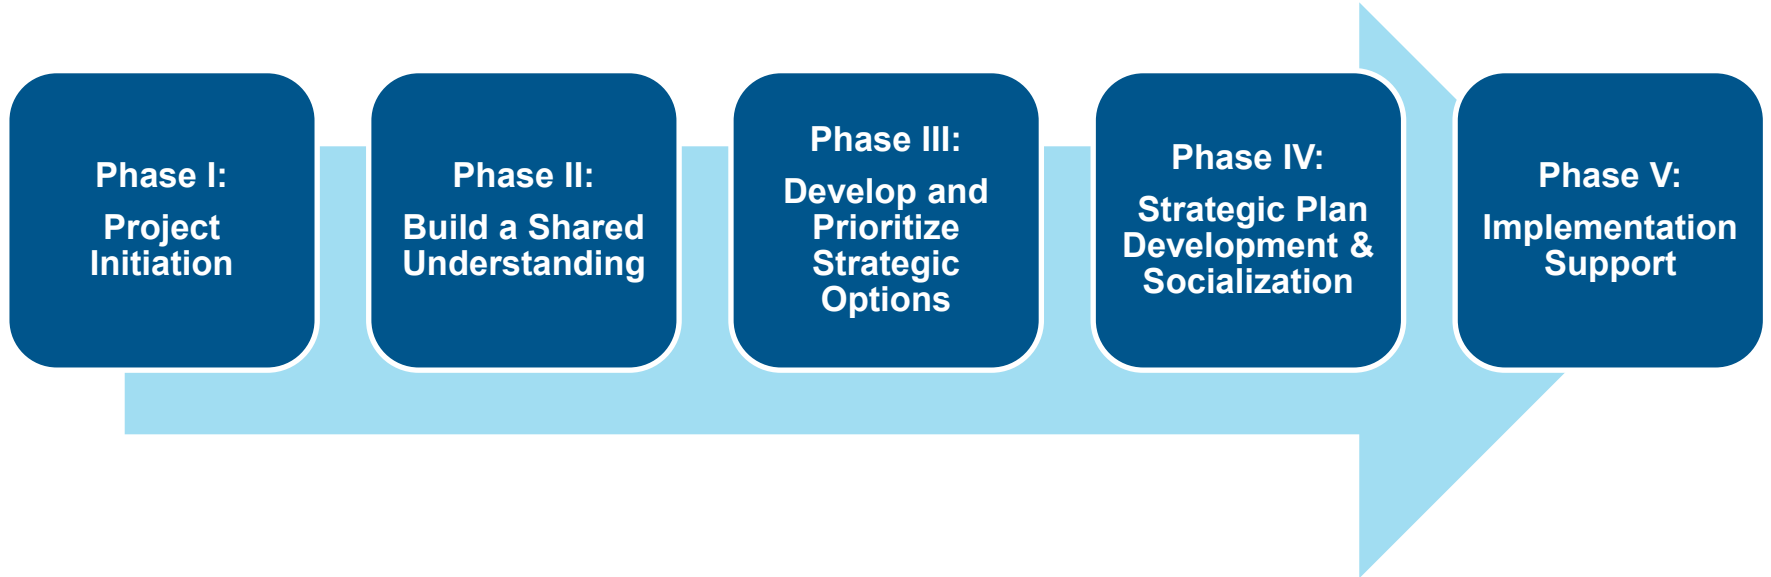 Phase I:
Project
Initiation
Phase II:
Build a Shared
Understanding
Phase III:
Develop and
Prioritize
Strategic
Options
Phase IV:
Strategic Plan
Development &
Socialization
Phase V:
Implementation
Support